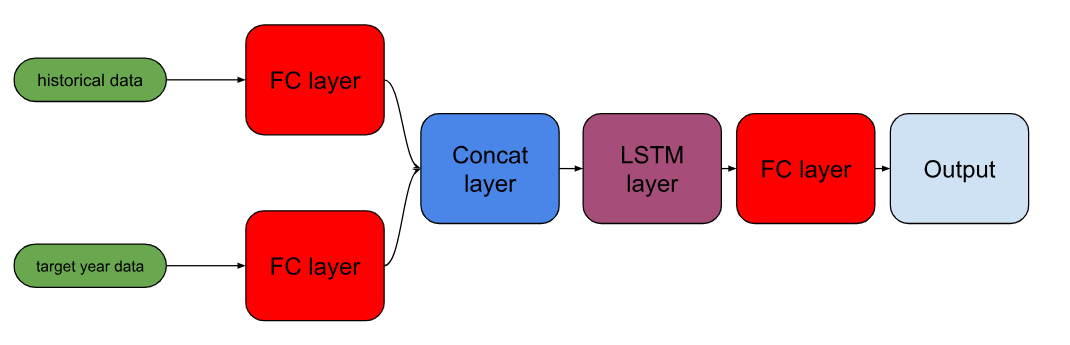 historical data
FC layer
target year data
FC layer
Concat
layer
LSTM
layer
FC layer
Output